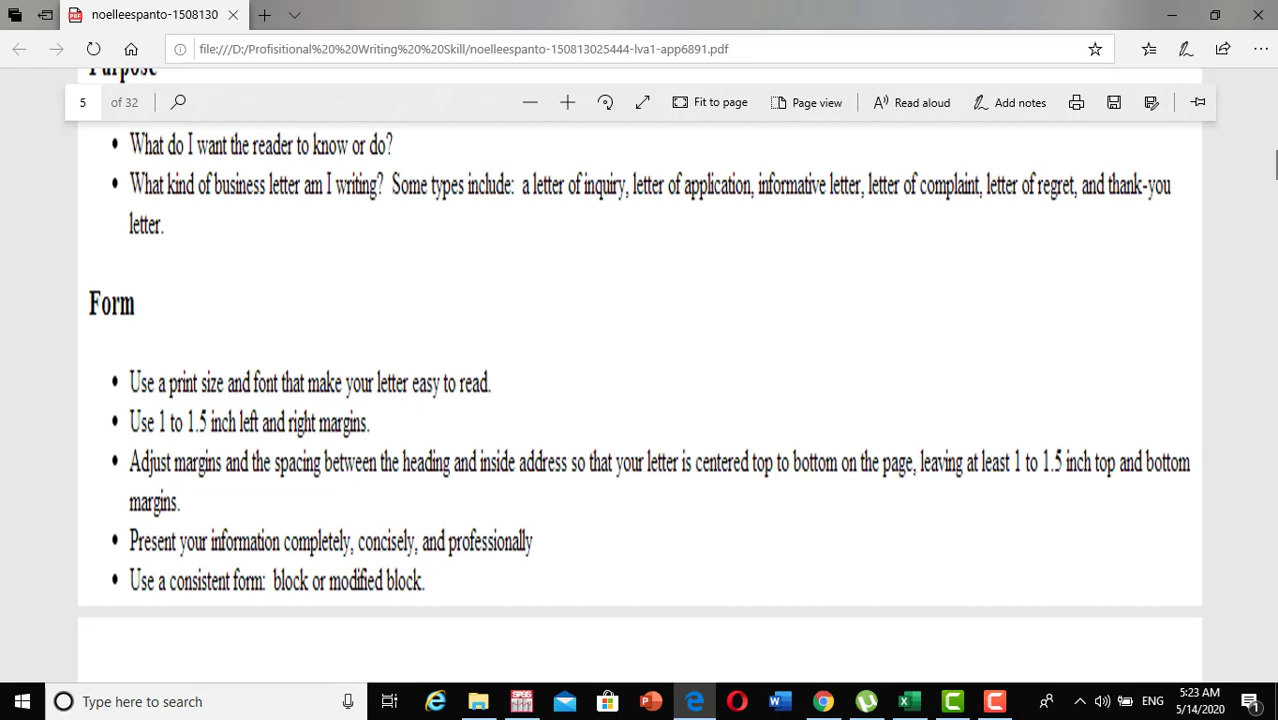 noelleespanto-1508130
file:///D:/Profisitional%20%20Writing%20%20Skill/noelleespanto-150813025444-lva1-app6891.pdf
Purpose
5 of 32
Fit to page
Page view
Read aloud
Add notes
• What do I want the reader to know or do?
• What kind of business letter am I writing?  Some types include:  a letter of inquiry, letter of application, informative letter, letter of complaint, letter of regret, and thank-you
letter.
Form
• Use a print size and font that make your letter easy to read.
• Use 1 to 1.5 inch left and right margins.
• Adjust margins and the spacing between the heading and inside address so that your letter is centered top to bottom on the page, leaving at least 1 to 1.5 inch top and bottom
margins.
• Present your information completely, concisely, and professionally
• Use a consistent form:  block or modified block.
Type here to search
ENG
5:23 AM
5/14/2020